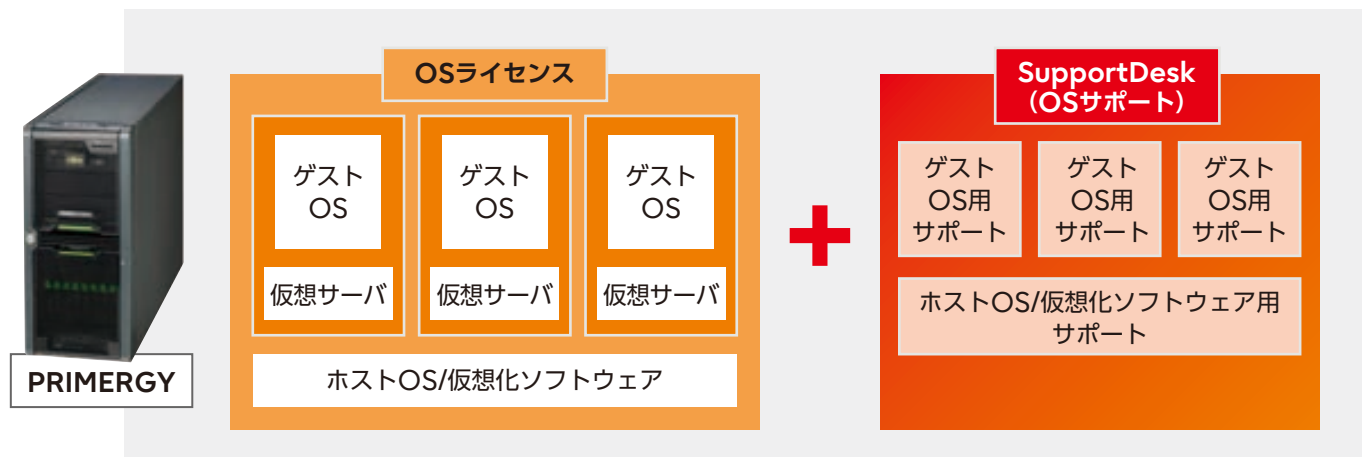 PRIMERGY
OSライセンス
ゲスト
OS
仮想サーバ
ゲスト
OS
仮想サーバ
ゲスト
OS
仮想サーバ
ホストOS/仮想化ソフトウェア
+
SupportDesk
（OSサポート）
ゲスト
OS用
サポート
ゲスト
OS用
サポート
ゲスト
OS用
サポート
ホストOS/仮想化ソフトウェア用
サポート